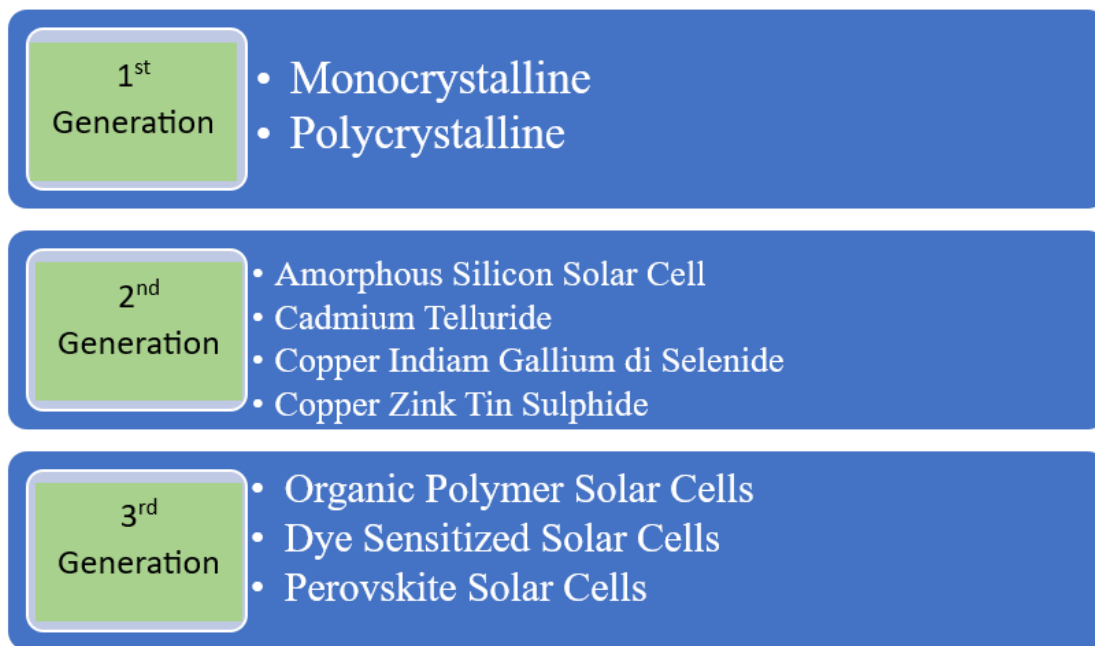 1st
Generation
• Monocrystalline
• Polycrystalline
2nd
Generation
• Amorphous Silicon Solar Cell
• Cadmium Telluride
• Copper Indiam Gallium di Selenide
• Copper Zink Tin Sulphide
3rd
Generation
• Organic Polymer Solar Cells
• Dye Sensitized Solar Cells
• Perovskite Solar Cells